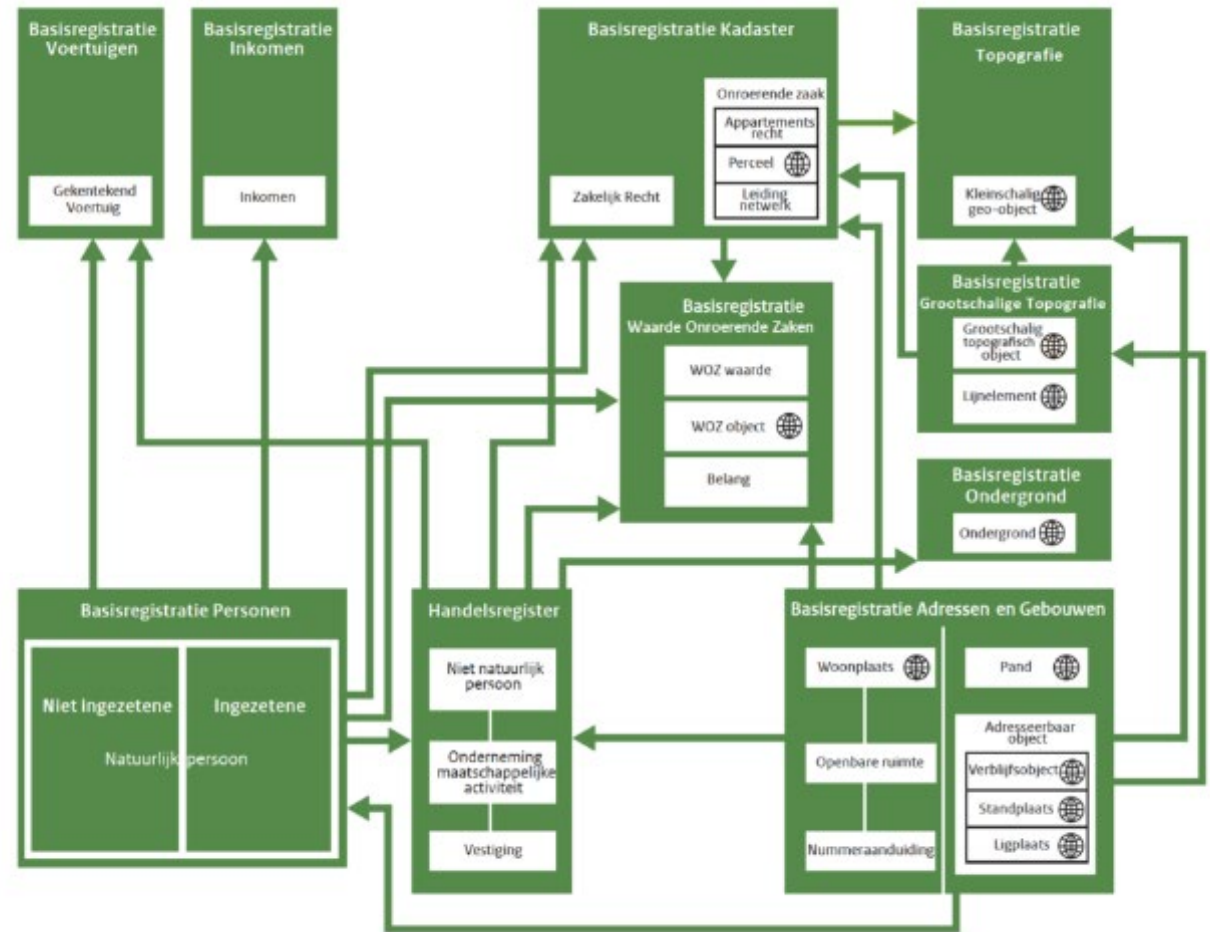 Basisregistratie
Voertuigen
Gekentekend
Voertuig
Basisregistratie
Inkomen
Inkomen
Basisregistratie Kadaster
Onroerende zaak
Appartements
recht
Perceel
Leiding
netwerk
Zakelijk Recht
Basisregistratie
Topografie
Kleinschalig
geo-object
Basisregistratie
Grootschalige Topografie
Grootschalig
topografisch
object
Lijnelement
Basisregistratie
Waarde Onroerende Zaken
WOZ waarde
WOZ object
Belang
Basisregistratie
Ondergrond
Ondergrond
Basisregistratie Personen
Niet Ingezetene
Ingezetene
Natuurlijk persoon
Handelsregister
Niet natuurlijk
persoon
Onderneming
maatschappelijke
activiteit
Vestiging
Basisregistratie Adressen en Gebouwen
Woonplaats
Openbare ruimte
Nummeraanduiding
Pand
Adresseerbaar
object
Verblijfsobject
Standplaats
Ligplaats